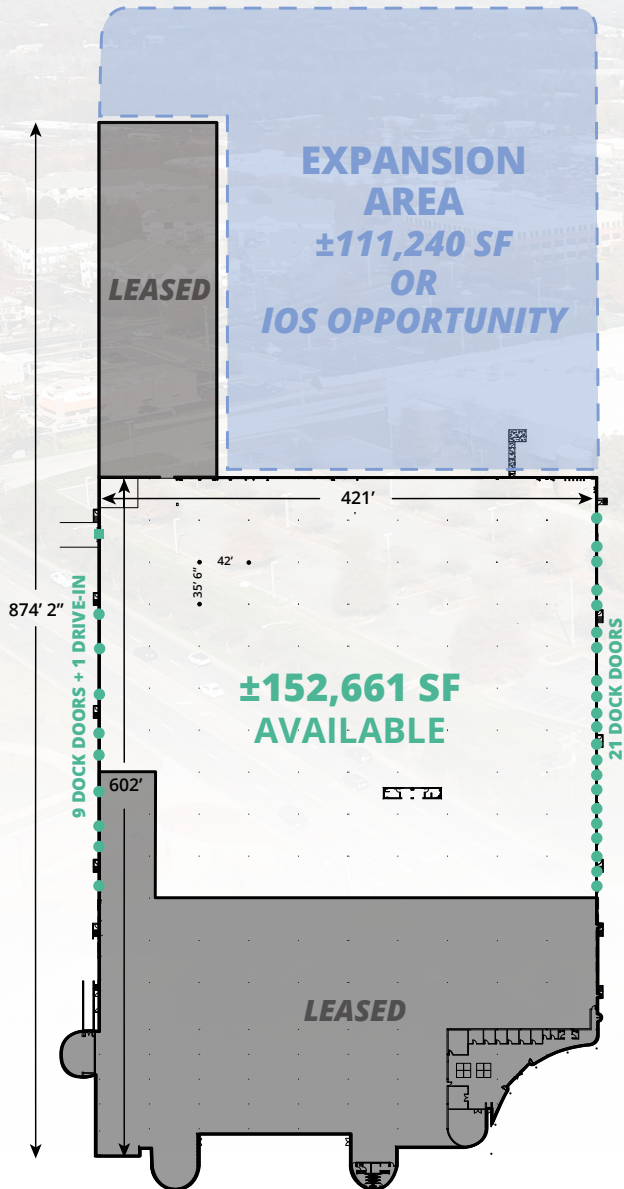 EXPANSION
AREA
±111,240 SF
OR
IOS OPPORTUNITY
LEASED
421’
42’
35’ 6”
874’ 2”
9 DOCK DOORS + 1 DRIVE-IN
21 DOCK DOORS
±152,661 SF
AVAILABLE
602’
LEASED